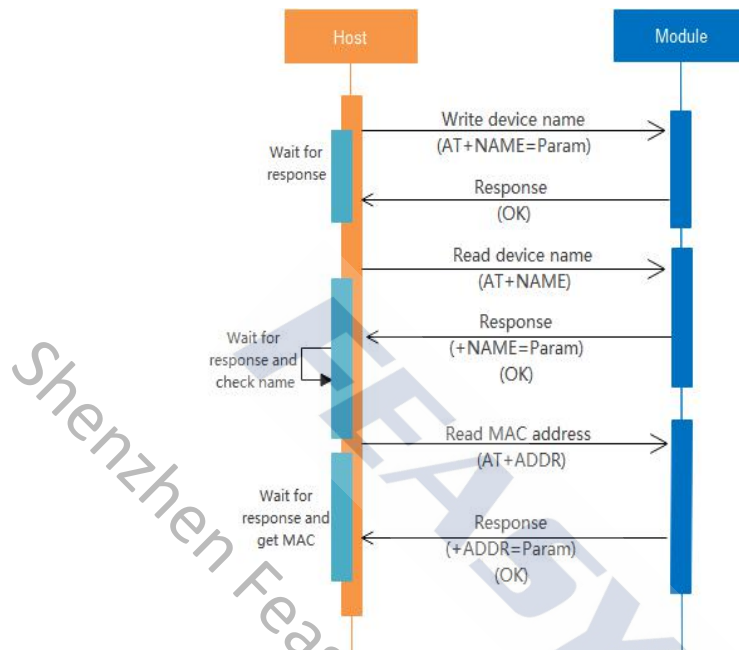 Host
Module
Write device name
(AT+NAME=Param)
Wait for
response
Response
(OK)
Read device name
(AT+NAME)
Response
(+NAME=Param)
(OK)
Wait for
response and
check name
Read MAC address
(AT+ADDR)
Wait for
response and
get MAC
Response
(+ADDR=Param)
(OK)
Shenzhen Feas
FEASY